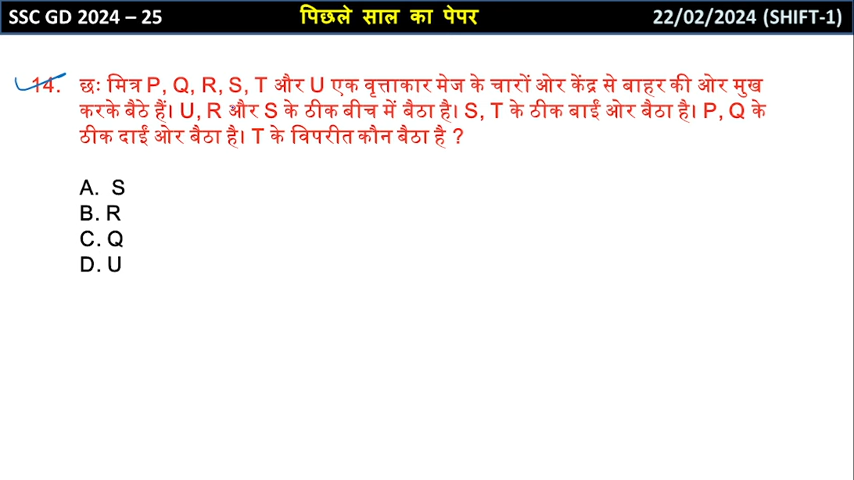 SSC GD 2024 – 25
पिछले साल का पेपर
22/02/2024 (SHIFT-1)
14. छः मित्र P, Q, R, S, T और U एक वृत्ताकार मेज के चारों ओर केंद्र से बाहर की ओर मुख
करके बैठे हैं। U, R और S के ठीक बीच में बैठा है। S, T के ठीक बाईं ओर बैठा है। P, Q के
ठीक दाईं ओर बैठा है। T के विपरीत कौन बैठा है ?
A. S
B. R
C. Q
D. U